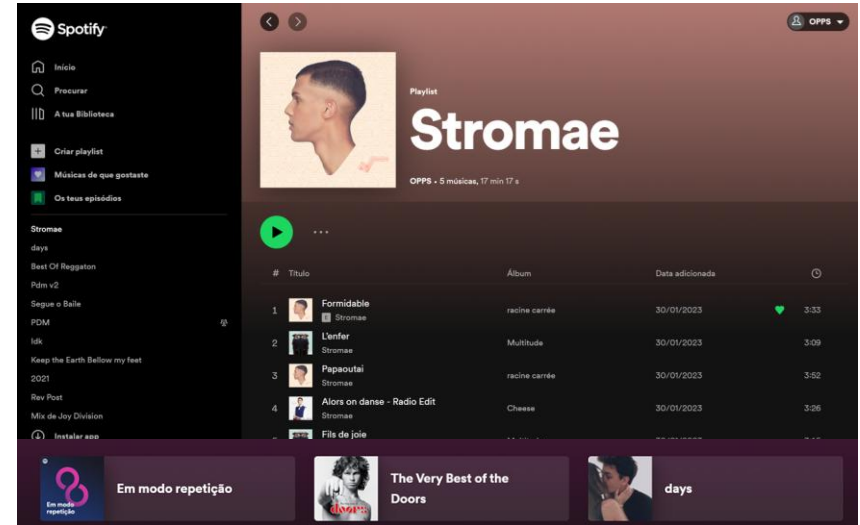 Spotify
Início
Procurar
A tua Biblioteca
Criar playlist
Músicas de que gostaste
Os teus episódios
Stromae
days
Best Of Reggaton
Pdm v2
Segue o Baile
PDM
Idk
Keep the Earth Bellow my feet
2021
Rev Post
Mix de Joy Division
Instalar app
OPPS
Playlist
Stromae
OPPS • 5 músicas, 17 min 17 s
# Título Álbum Data adicionada
1 Formidable racine carrée 30/01/2023 3:33
E Stromae
2 L'enfer Multitude 30/01/2023 3:09
Stromae
3 Papaoutai racine carrée 30/01/2023 3:52
Stromae
4 Alors on danse - Radio Edit Cheese 30/01/2023 3:26
Stromae
Fils de joie
Em modo repetição
Em modo repetição
doors
The Very Best of the
Doors
days